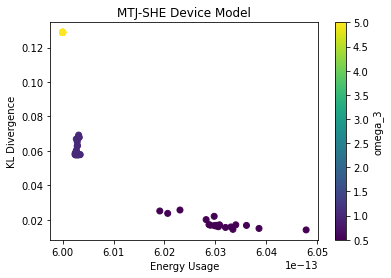 MTJ-SHE Device Model
KL Divergence
0.12
0.10
0.08
0.06
0.04
0.02
6.00 6.01 6.02 6.03 6.04 6.05
1e−13
Energy Usage
5.0
4.5
4.0
3.5
3.0
2.5
2.0
1.5
1.0
0.5
omega_3